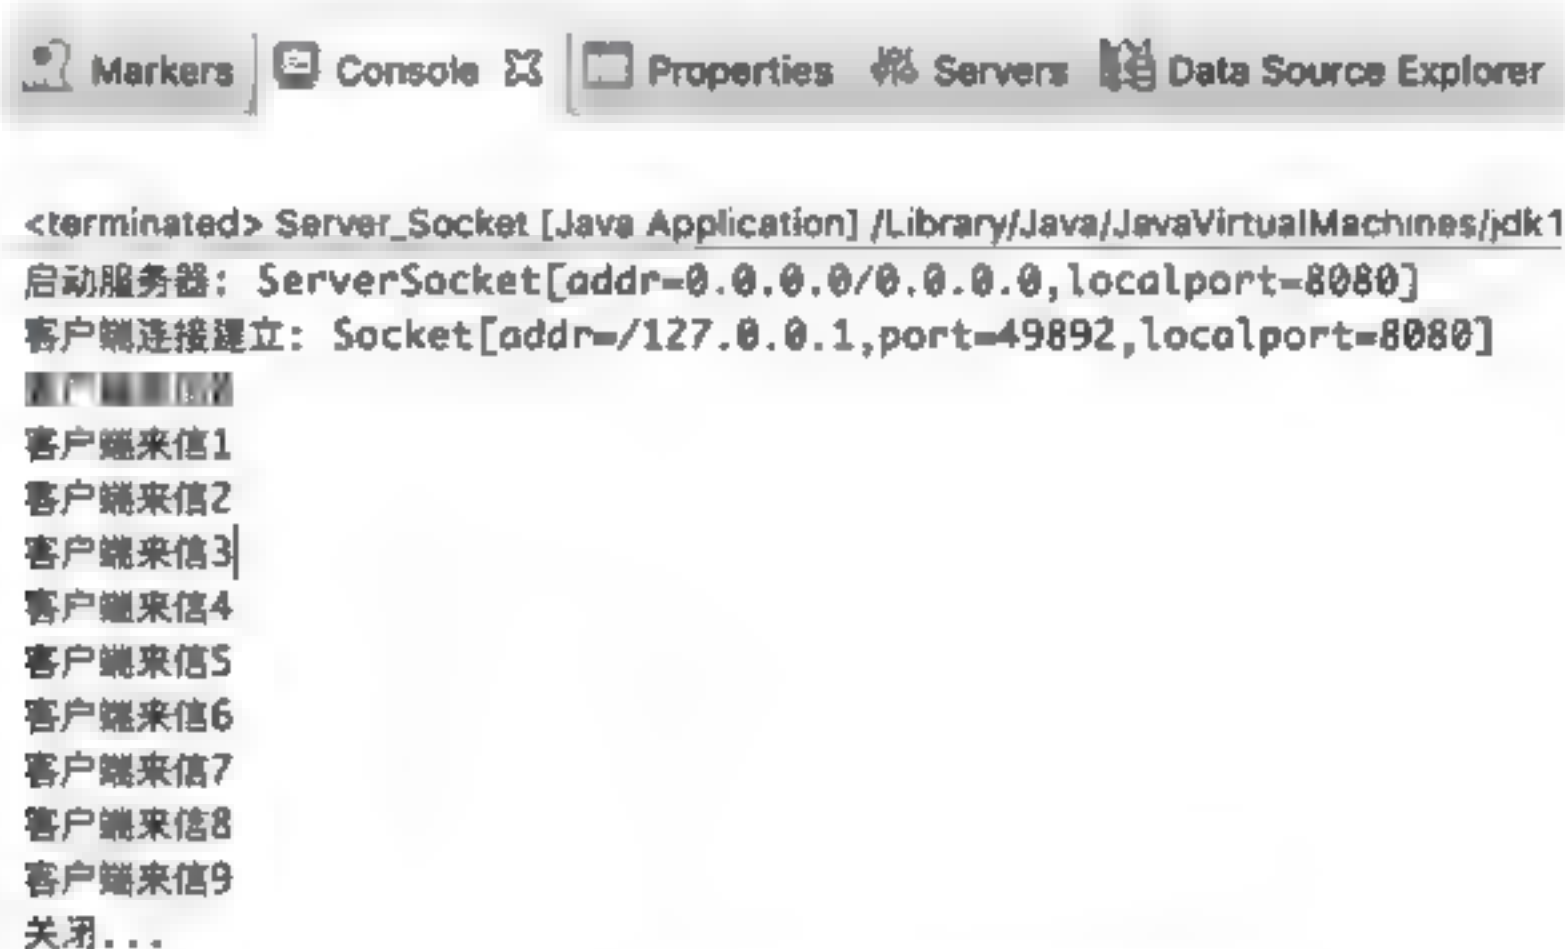 Markers Console Properties Servers Data Source Explorer
<terminated> Server_Socket [Java Application] /Library/Java/JavaVirtualMachines/jdk1
启动服务器: ServerSocket[addr=0.0.0.0/0.0.0.0,localport=8080]
客户端连接建立: Socket[addr=/127.0.0.1,port=49892,localport=8080]
客户端来信1
客户端来信2
客户端来信3
客户端来信4
客户端来信5
客户端来信6
客户端来信7
客户端来信8
客户端来信9
关闭...